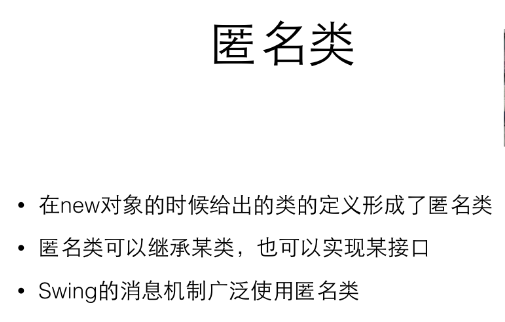 匿名类
• 在new对象的时候给出的类的定义形成了匿名类
• 匿名类可以继承某类，也可以实现某接口
• Swing的消息机制广泛使用匿名类